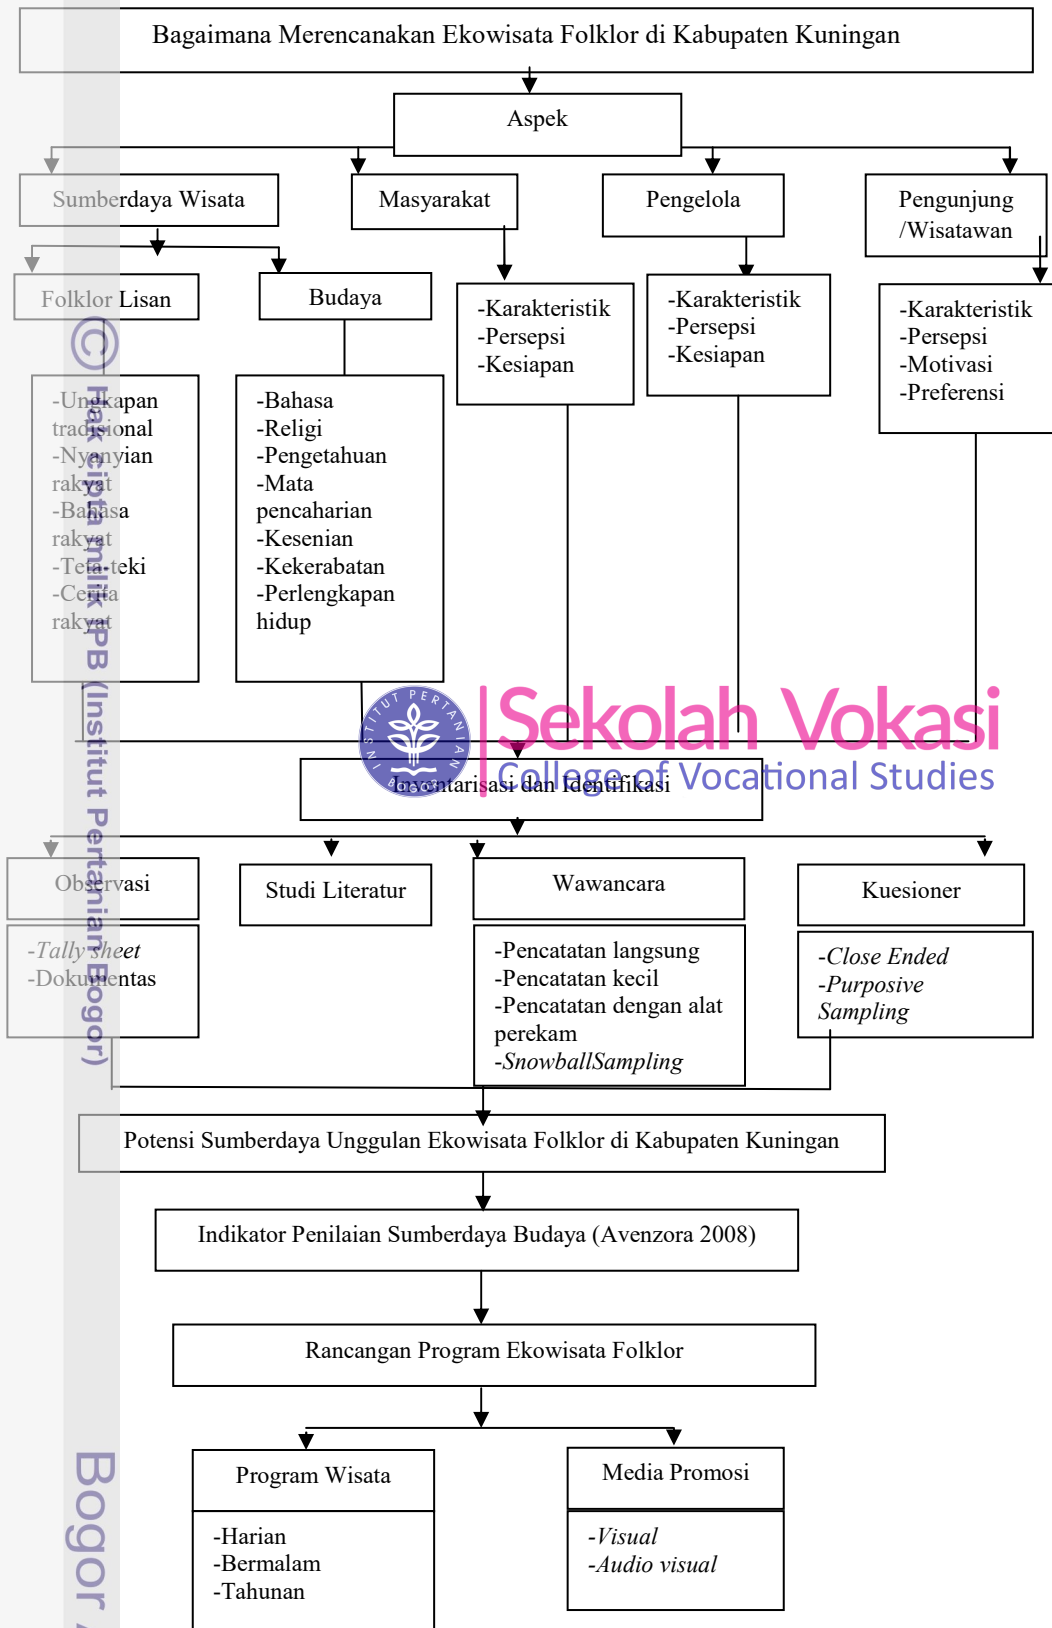 Bagaimana Merencanakan Ekowisata Folklor di Kabupaten Kuningan
Aspek
Sumberdaya Wisata
Masyarakat
Pengelola
Pengunjung
/Wisatawan
Folklor Lisan
Budaya
-Karakteristik
-Persepsi
-Kesiapan
-Karakteristik
-Persepsi
-Kesiapan
-Karakteristik
-Persepsi
-Motivasi
-Preferensi
-Ungkapan
tradisional
-Nyanyian
rakyat
-Bahasa
rakyat
-Teta-teki
-Cerita
rakyat
-Bahasa
-Religi
-Pengetahuan
-Mata
pencaharian
-Kesenian
-Kekerabatan
-Perlengkapan
hidup
INSTITUT PERTANIAN
BOGOR
Sekolah Vokasi
College of Vocational Studies
Inventarisasi dan Identifikasi
Observasi
Studi Literatur
Wawancara
Kuesioner
-Tally sheet
-Dokumentas
-Pencatatan langsung
-Pencatatan kecil
-Pencatatan dengan alat
perekam
-SnowballSampling
-Close Ended
-Purposive
Sampling
Potensi Sumberdaya Unggulan Ekowisata Folklor di Kabupaten Kuningan
Indikator Penilaian Sumberdaya Budaya (Avenzora 2008)
Rancangan Program Ekowisata Folklor
Program Wisata
Media Promosi
-Harian
-Bermalam
-Tahunan
-Visual
-Audio visual
© Hak cipta milik IPB (Institut Pertanian Bogor)
Bogor